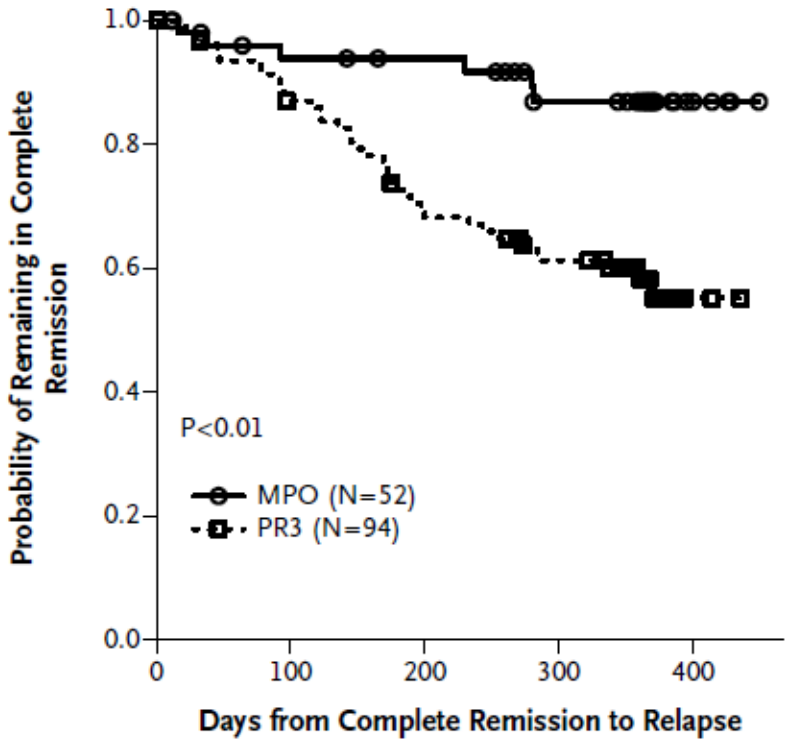 Probability of Remaining in Complete
Remission
1.0
0.8
0.6
0.4
0.2
0.0
P<0.01
MPO (N=52)
PR3 (N=94)
0 100 200 300 400
Days from Complete Remission to Relapse